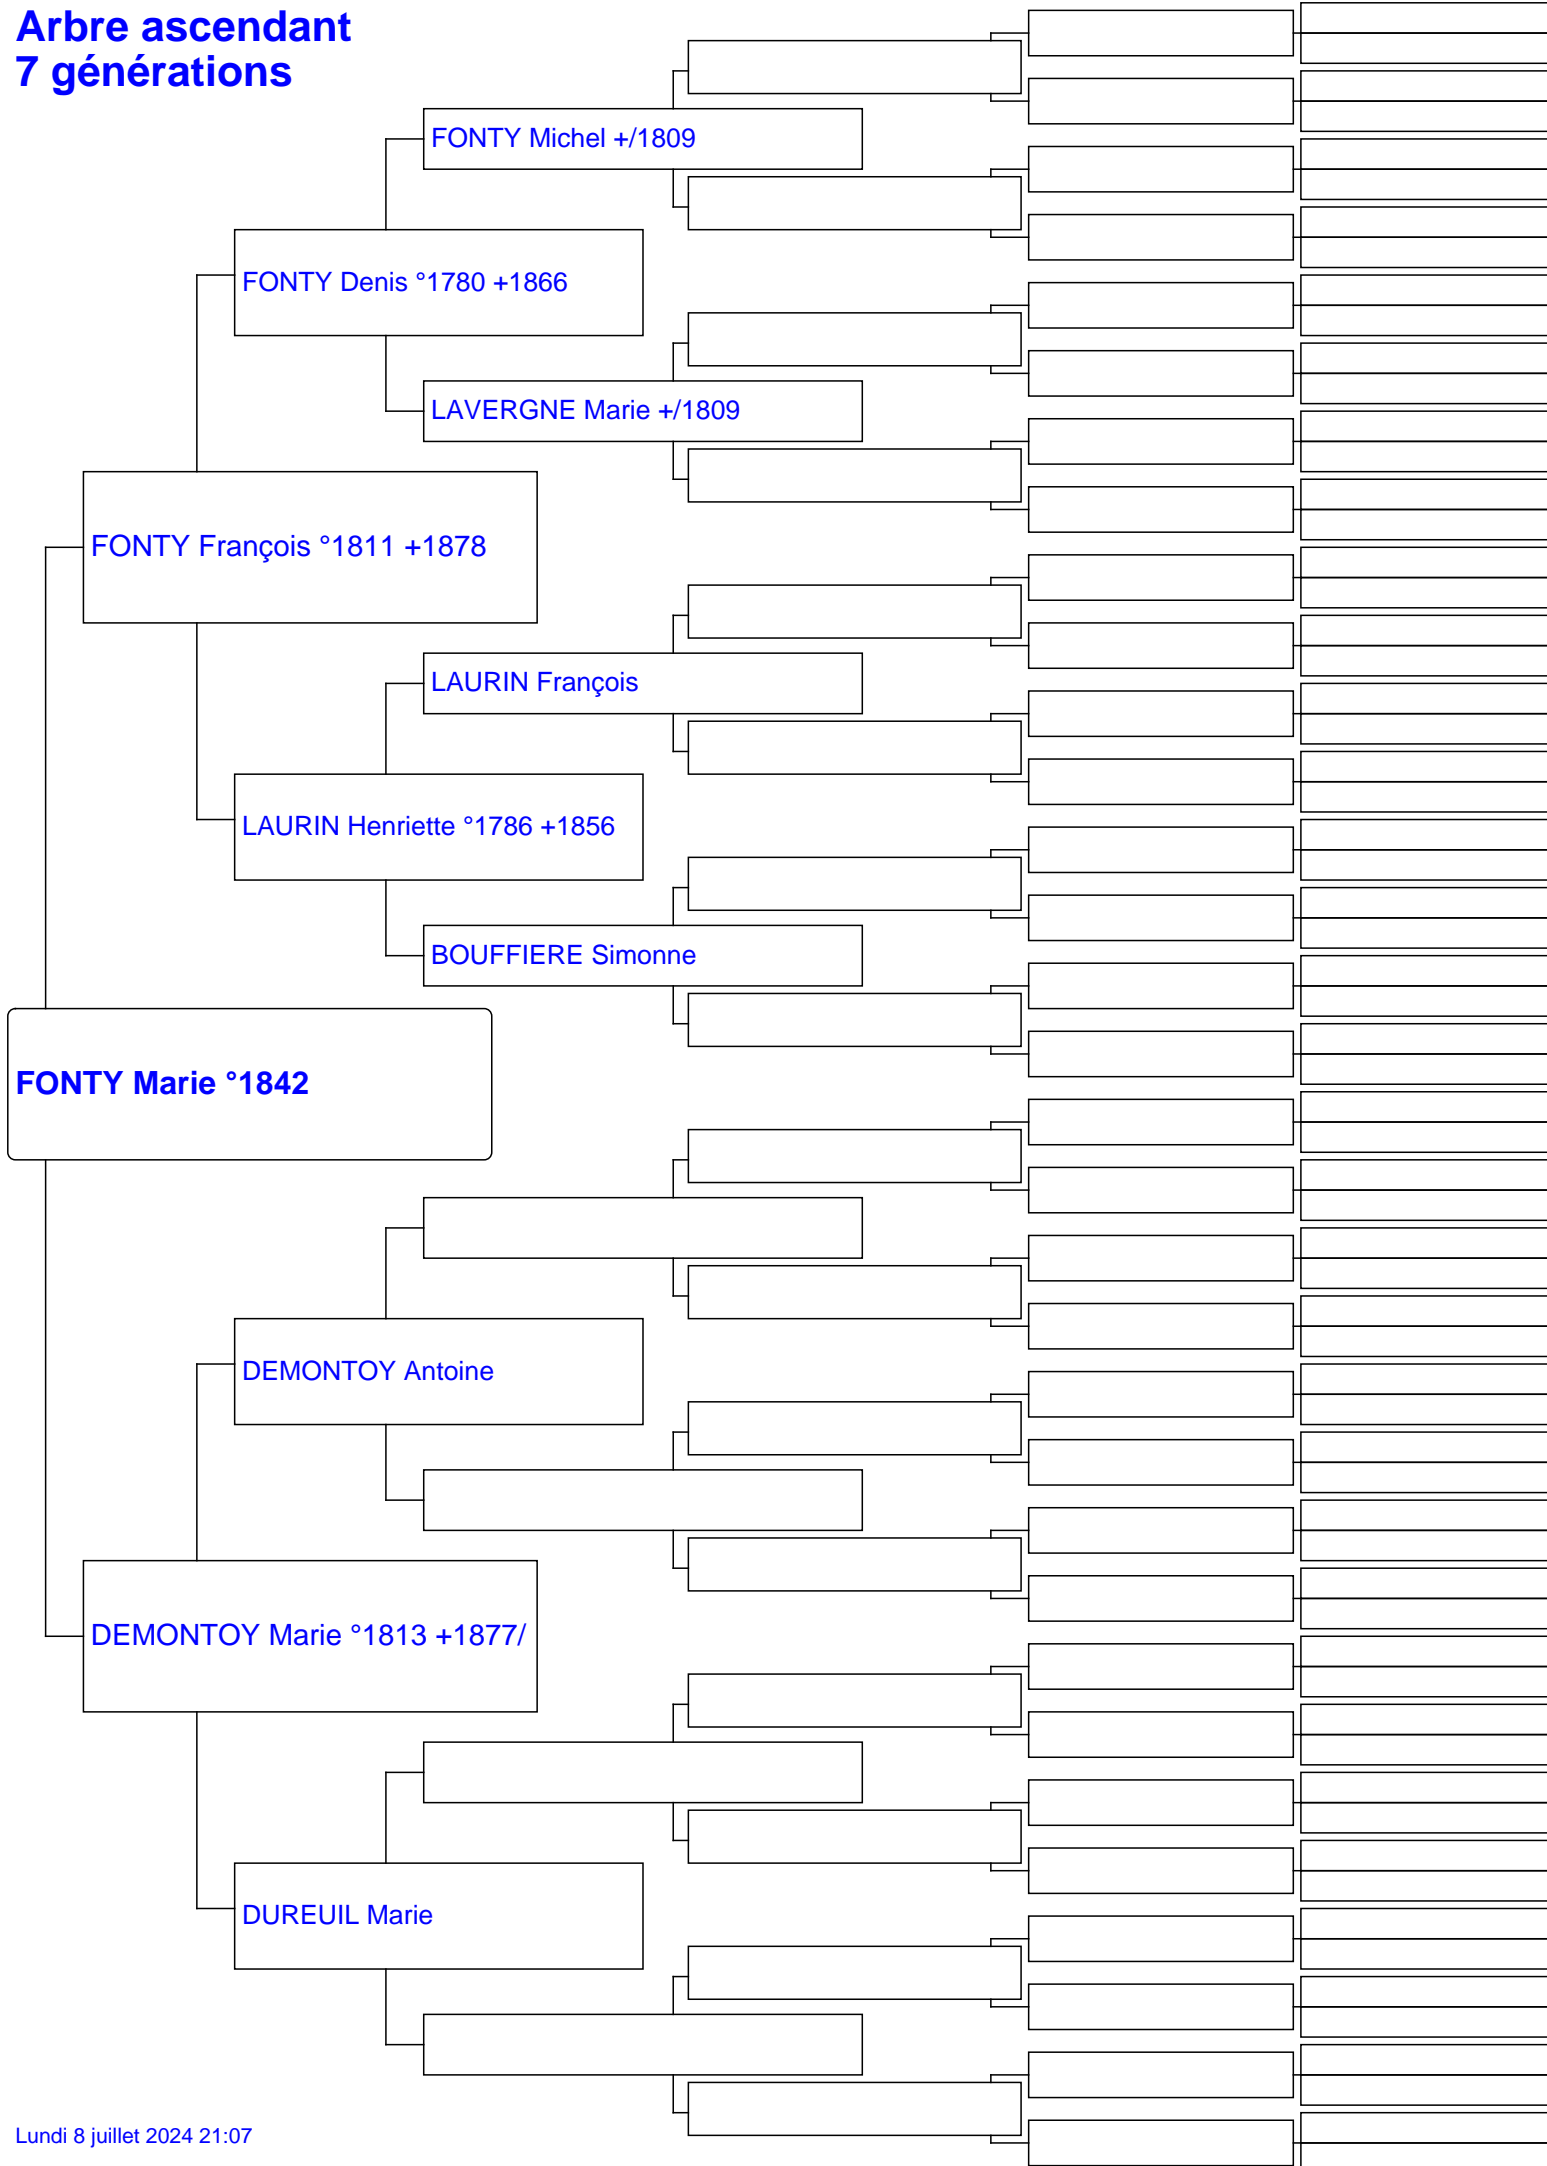 Arbre ascendant
7 générations
FONTY Michel +/1809
FONTY Denis °1780 +1866
LAVERGNE Marie +/1809
FONTY François °1811 +1878
LAURIN François
LAURIN Henriette °1786 +1856
BOUFFIERE Simonne
FONTY Marie °1842
DEMONTOY Antoine
DEMONTOY Marie °1813 +1877/
DUREUIL Marie
Lundi 8 juillet 2024 21:07